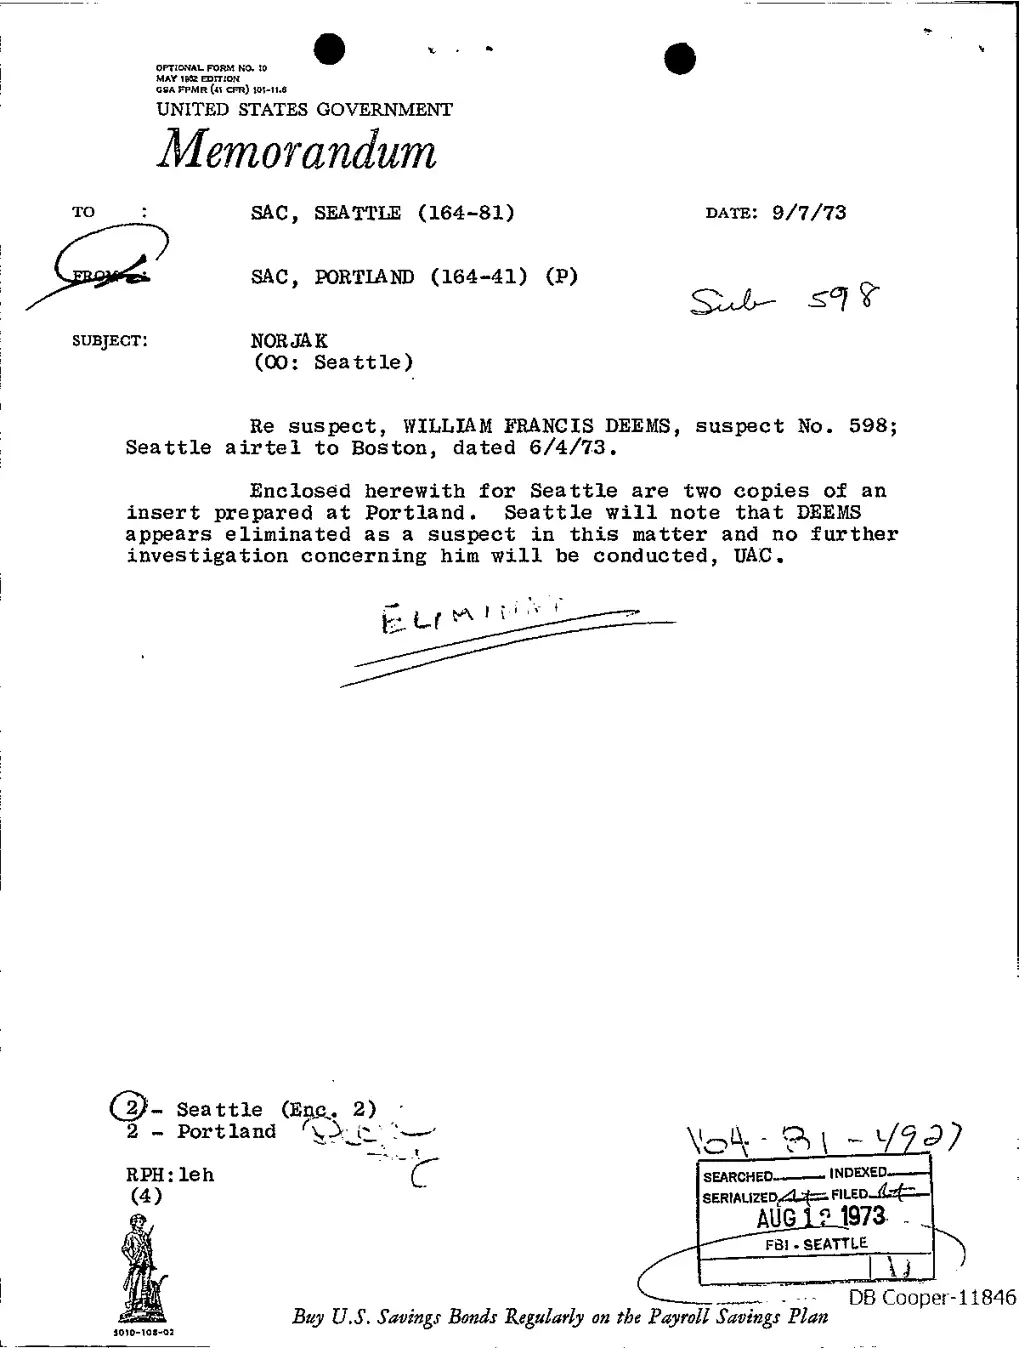 OPTIONAL FORM NO. 10
MAY 1962 EDITION
GSA FPMR (41 CFR) 101-11.6
UNITED STATES GOVERNMENT
Memorandum
TO : SAC, SEATTLE (164-81) DATE: 9/7/73
FROM : SAC, PORTLAND (164-41) (P)
Sub 598
SUBJECT: NORJAK
(OO: Seattle)
Re suspect, WILLIAM FRANCIS DEEMS, suspect No. 598;
Seattle airtel to Boston, dated 6/4/73.
Enclosed herewith for Seattle are two copies of an
insert prepared at Portland. Seattle will note that DEEMS
appears eliminated as a suspect in this matter and no further
investigation concerning him will be conducted, UAC.
ELIMINAT
2 - Seattle (Enc. 2)
2 - Portland
RPH:leh
(4)
164-81-4927
SEARCHED INDEXED
SERIALIZED FILED
AUG 12 1973
FBI - SEATTLE
DB Cooper-11846
Buy U.S. Savings Bonds Regularly on the Payroll Savings Plan
5010-108-02